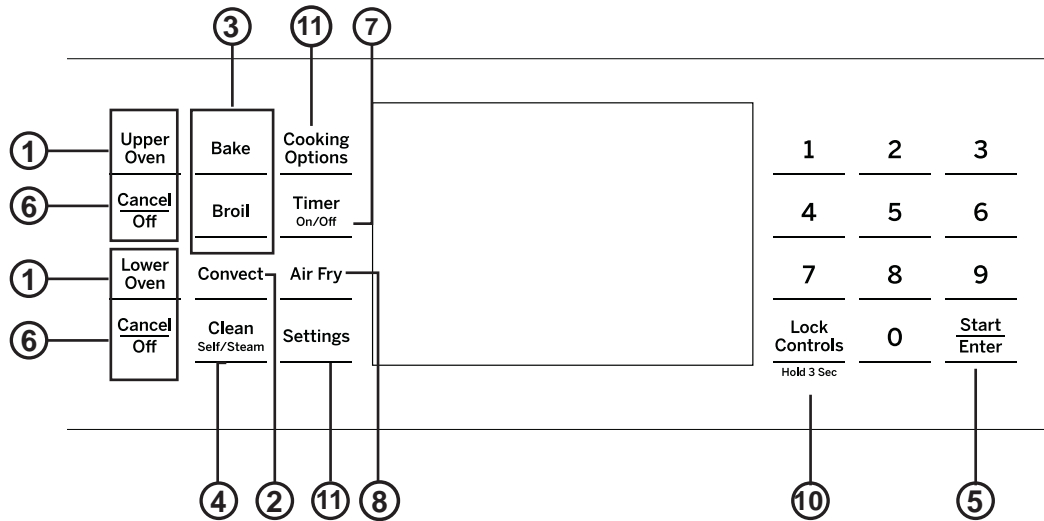 3 11 7
1 Upper Oven Bake Cooking Options 1 2 3
6 Cancel Off Broil Timer On/Off 4 5 6
1 Lower Oven Convect Air Fry 7 8 9
6 Cancel Off Clean Self/Steam Settings Lock Controls Hold 3 Sec 0 Start Enter
4 2 11 8 10 5